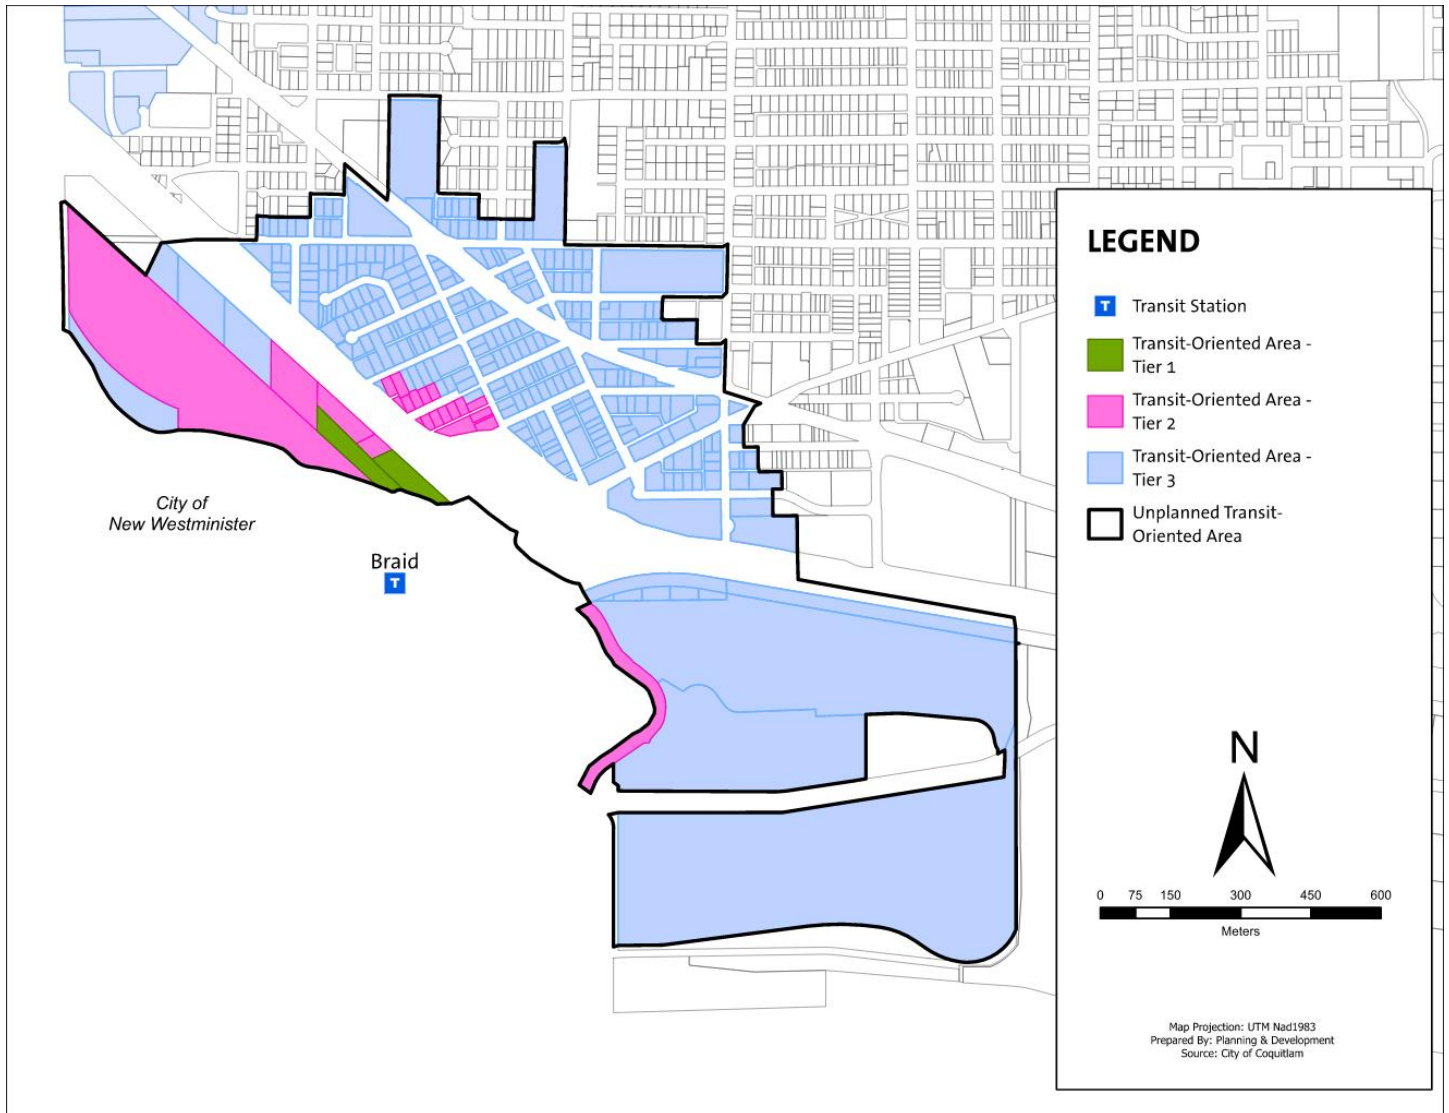 City of
New Westminister
Braid
T
LEGEND
T Transit Station
Transit-Oriented Area -
Tier 1
Transit-Oriented Area -
Tier 2
Transit-Oriented Area -
Tier 3
Unplanned Transit-
Oriented Area
N
0 75 150 300 450 600
Meters
Map Projection: UTM Nad1983
Prepared By: Planning & Development
Source: City of Coquitlam